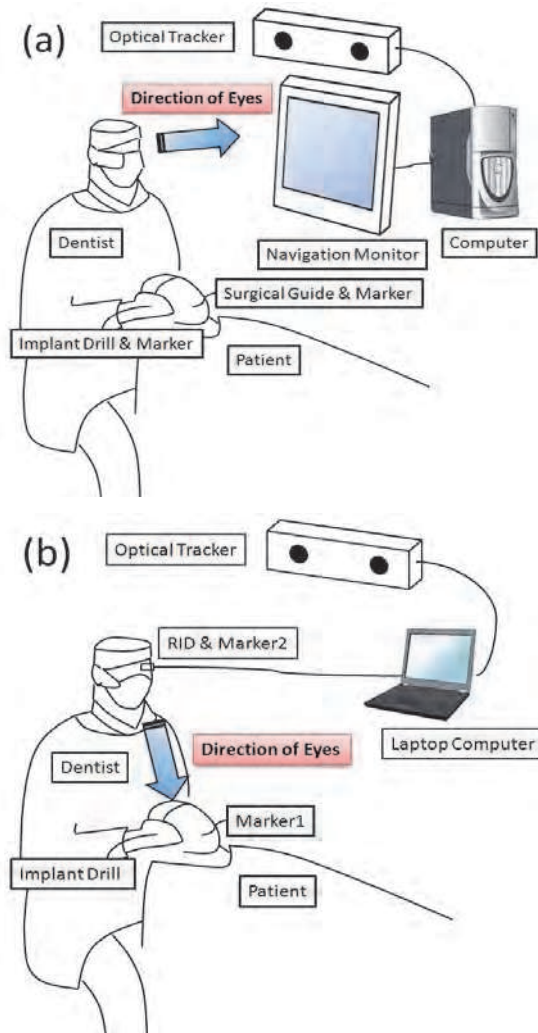 (a)
Optical Tracker
Direction of Eyes
Dentist
Navigation Monitor
Computer
Surgical Guide & Marker
Implant Drill & Marker
Patient
(b)
Optical Tracker
RID & Marker2
Direction of Eyes
Laptop Computer
Dentist
Marker1
Implant Drill
Patient